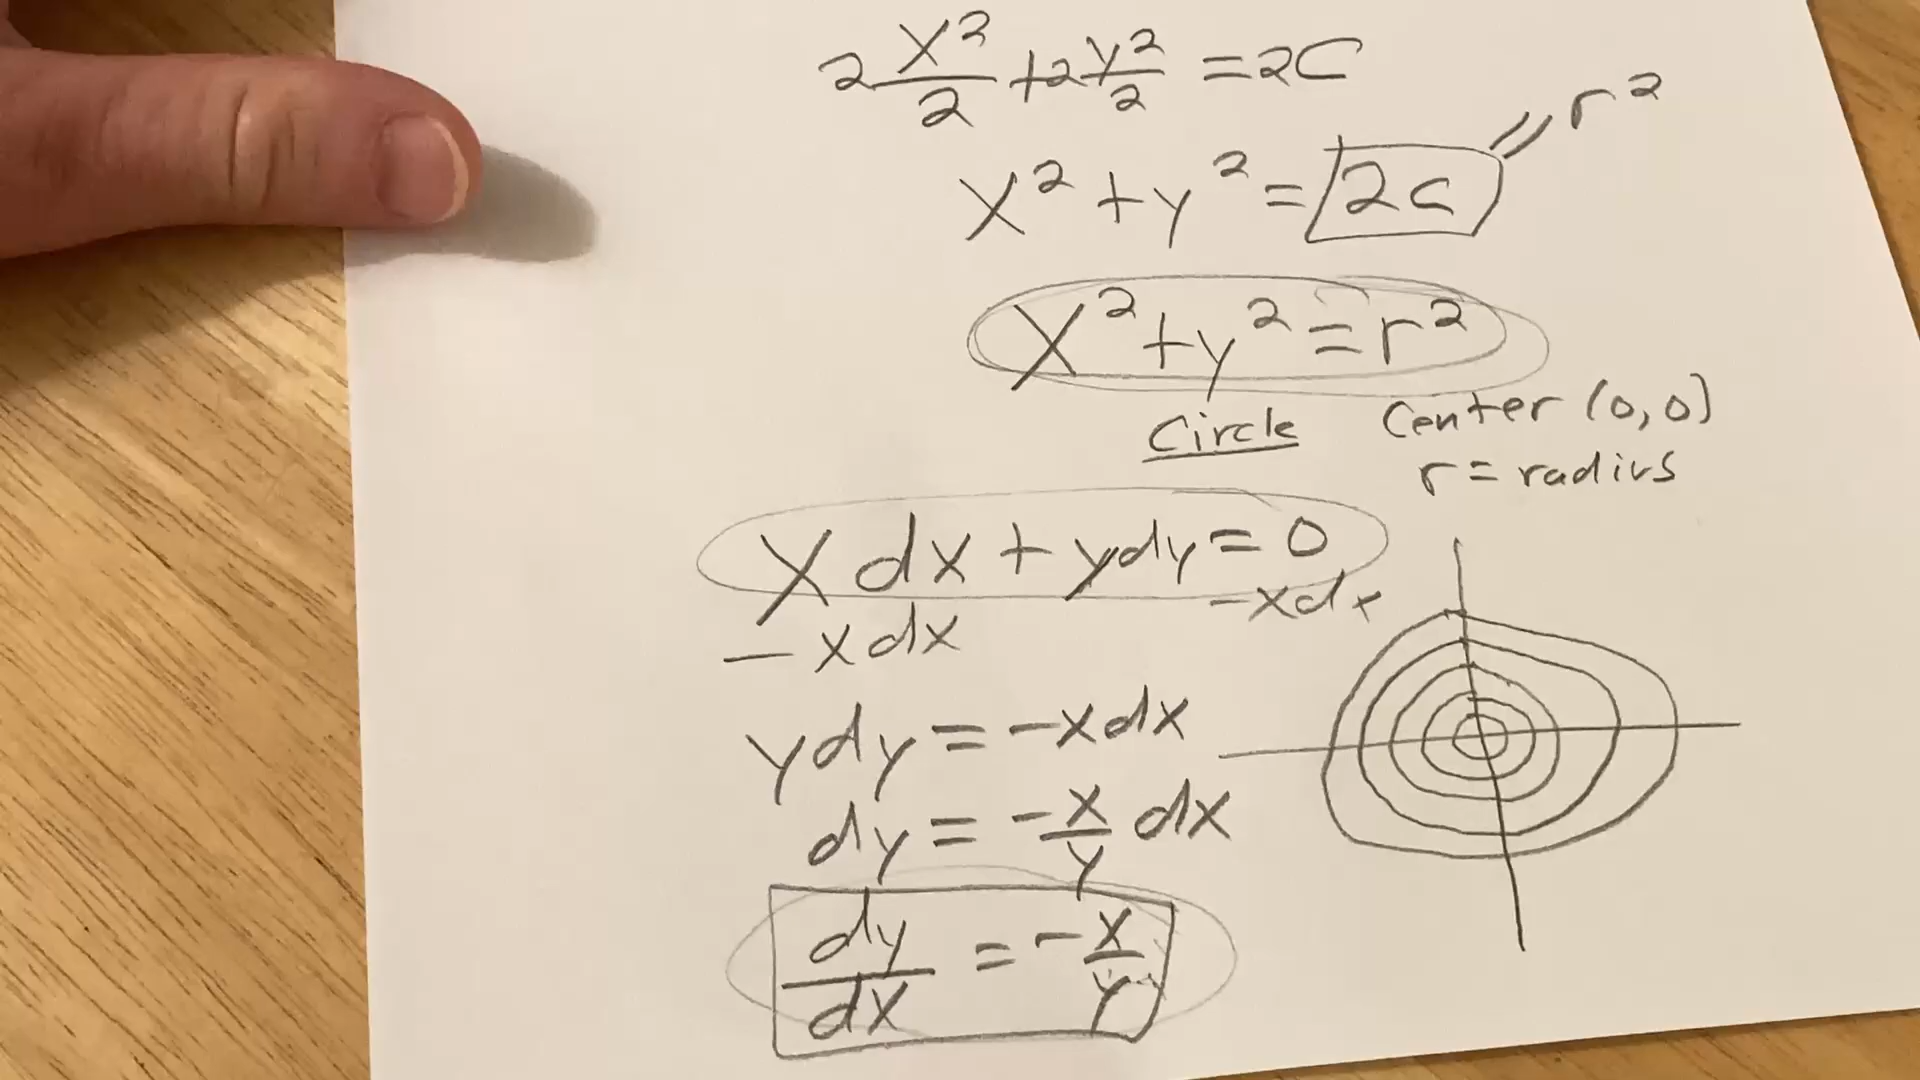 2 x²/2 + 2 y²/2 = 2C
x² + y² = 2C = r²
x² + y² = r²
Circle Center (0,0)
r = radius
x dx + y dy = 0
- x dx - x dx
y dy = - x dx
dy = - x/y dx
dy/dx = - x/y